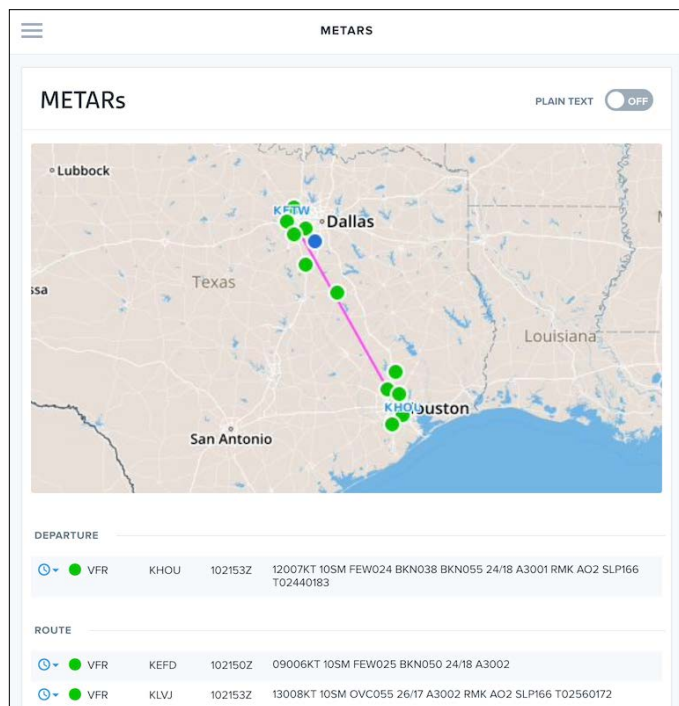 METARS
METARs
PLAIN TEXT OFF
Lubbock
Dallas
Texas
ssa
Louisiana
KHOU
San Antonio
DEPARTURE
VFR KHOU 102153Z 12007KT 10SM FEW024 BKN038 BKN055 24/18 A3001 RMK AO2 SLP166
T02440183
ROUTE
VFR KEFD 102150Z 09006KT 10SM FEW025 BKN050 24/18 A3002
VFR KLVJ 102153Z 13008KT 10SM OVC055 26/17 A3002 RMK AO2 SLP166 T02560172